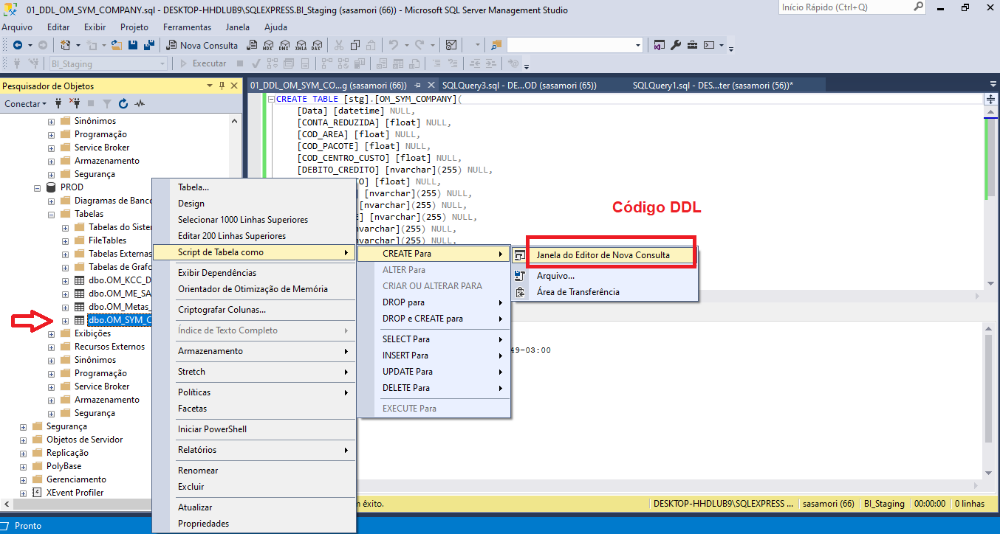 01_DDL_OM_SYM_COMPANY.sql - DESKTOP-HHDLUB9\SQLEXPRESS.BI_Staging (sasamori (66)) - Microsoft SQL Server Management Studio
Início Rápido (Ctrl+Q)
Arquivo Editar Exibir Projeto Ferramentas Janela Ajuda
Nova Consulta MDX DMX XMLA DAX
BI_Staging Executar
Pesquisador de Objetos
01_DDL_OM_SYM_CO...g (sasamori (66)) SQLQuery3.sql - DE...OD (sasamori (65)) SQLQuery1.sql - DES...ter (sasamori (56))*
Conectar
Sinônimos
Programação
Service Broker
Armazenamento
Segurança
PROD
Diagramas de Banco
Tabelas
Tabelas do Sister
FileTables
Tabelas Externas
Tabelas de Grafo
dbo.OM_KCC_D
dbo.OM_ME_SA
dbo.OM_Metas_
dbo.OM_SYM_C
Exibições
Recursos Externos
Sinônimos
Programação
Service Broker
Armazenamento
Segurança
Segurança
Objetos de Servidor
Replicação
PolyBase
Gerenciamento
XEvent Profiler
CREATE TABLE [stg].[OM_SYM_COMPANY](
[Data] [datetime] NULL,
[CONTA_REDUZIDA] [float] NULL,
[COD_AREA] [float] NULL,
[COD_PACOTE] [float] NULL,
[COD_CENTRO_CUSTO] [float] NULL,
[DEBITO_CREDITO] [nvarchar](255) NULL,
TO] [float] NULL,
] [nvarchar](255) NULL,
[nvarchar](255) NULL,
E] [nvarchar](255) NULL,
[nvarchar](255) NULL,
[nvarchar](255) NULL,
Código DDL
Tabela...
Design
Selecionar 1000 Linhas Superiores
Editar 200 Linhas Superiores
Script de Tabela como
Exibir Dependências
Orientador de Otimização de Memória
Criptografar Colunas...
Índice de Texto Completo
Armazenamento
Stretch
Políticas
Facetas
Iniciar PowerShell
Relatórios
Renomear
Excluir
Atualizar
Propriedades
CREATE Para
ALTER Para
CRIAR OU ALTERAR PARA
DROP para
DROP e CREATE para
SELECT Para
INSERT Para
UPDATE Para
DELETE Para
EXECUTE Para
Janela do Editor de Nova Consulta
Arquivo...
Área de Transferência
49-03:00
êxito.
DESKTOP-HHDLUB9\SQLEXPRESS ... sasamori (66) BI_Staging 00:00:00 0 linhas
Pronto